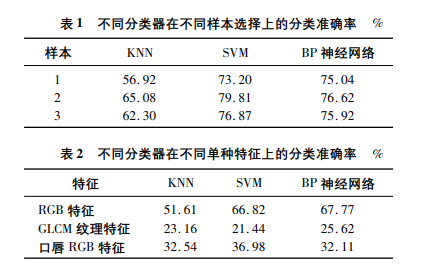 表 1 不同分类器在不同样本选择上的分类准确率 %
样本 KNN SVM BP 神经网络
1 56.92 73.20 75.04
2 65.08 79.81 76.62
3 62.30 76.87 75.92
表 2 不同分类器在不同单种特征上的分类准确率 %
特征 KNN SVM BP 神经网络
RGB 特征 51.61 66.82 67.77
GLCM 纹理特征 23.16 21.44 25.62
口唇 RGB 特征 32.54 36.98 32.11